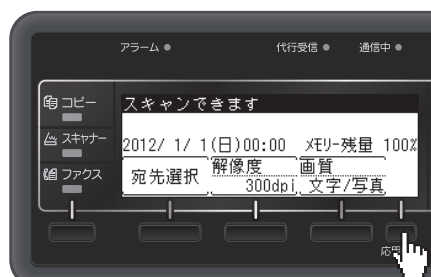 アラーム
代行受信
通信中
コピー
スキャナー
ファクス
スキャンできます
2012/ 1/ 1(日)00:00 メモリー残量 100%
宛先選択
解像度
300dpi
画質
文字/写真